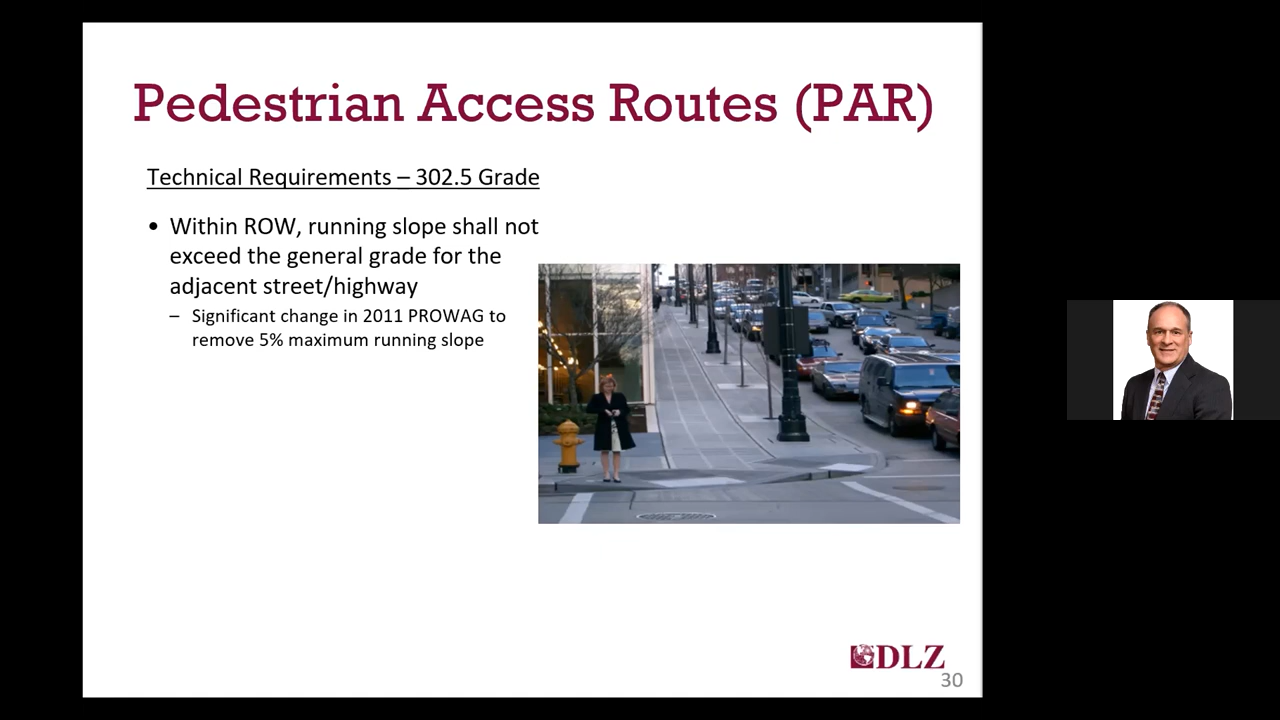 Pedestrian Access Routes (PAR)
Technical Requirements – 302.5 Grade
• Within ROW, running slope shall not
exceed the general grade for the
adjacent street/highway
– Significant change in 2011 PROWAG to
remove 5% maximum running slope
DLZ
30